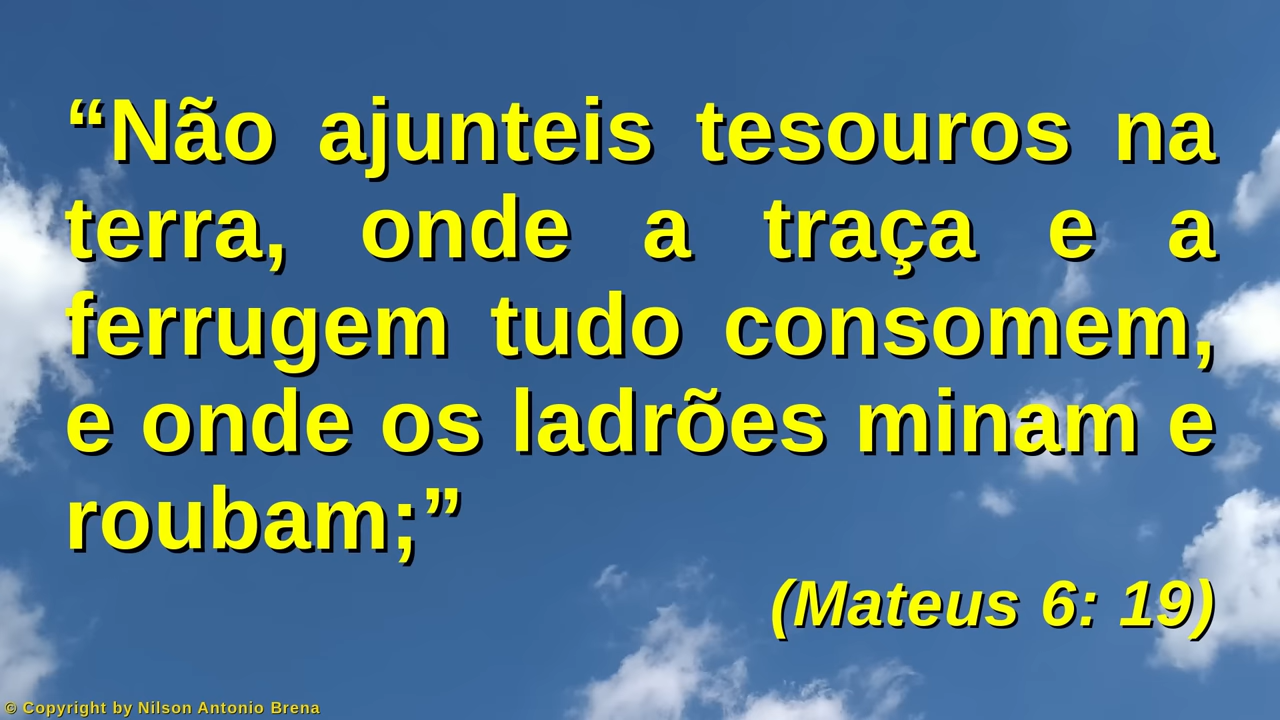 “Não ajunteis tesouros na
terra, onde a traça e a
ferrugem tudo consomem,
e onde os ladrões minam e
roubam;”
(Mateus 6: 19)
© Copyright by Nilson Antonio Brena